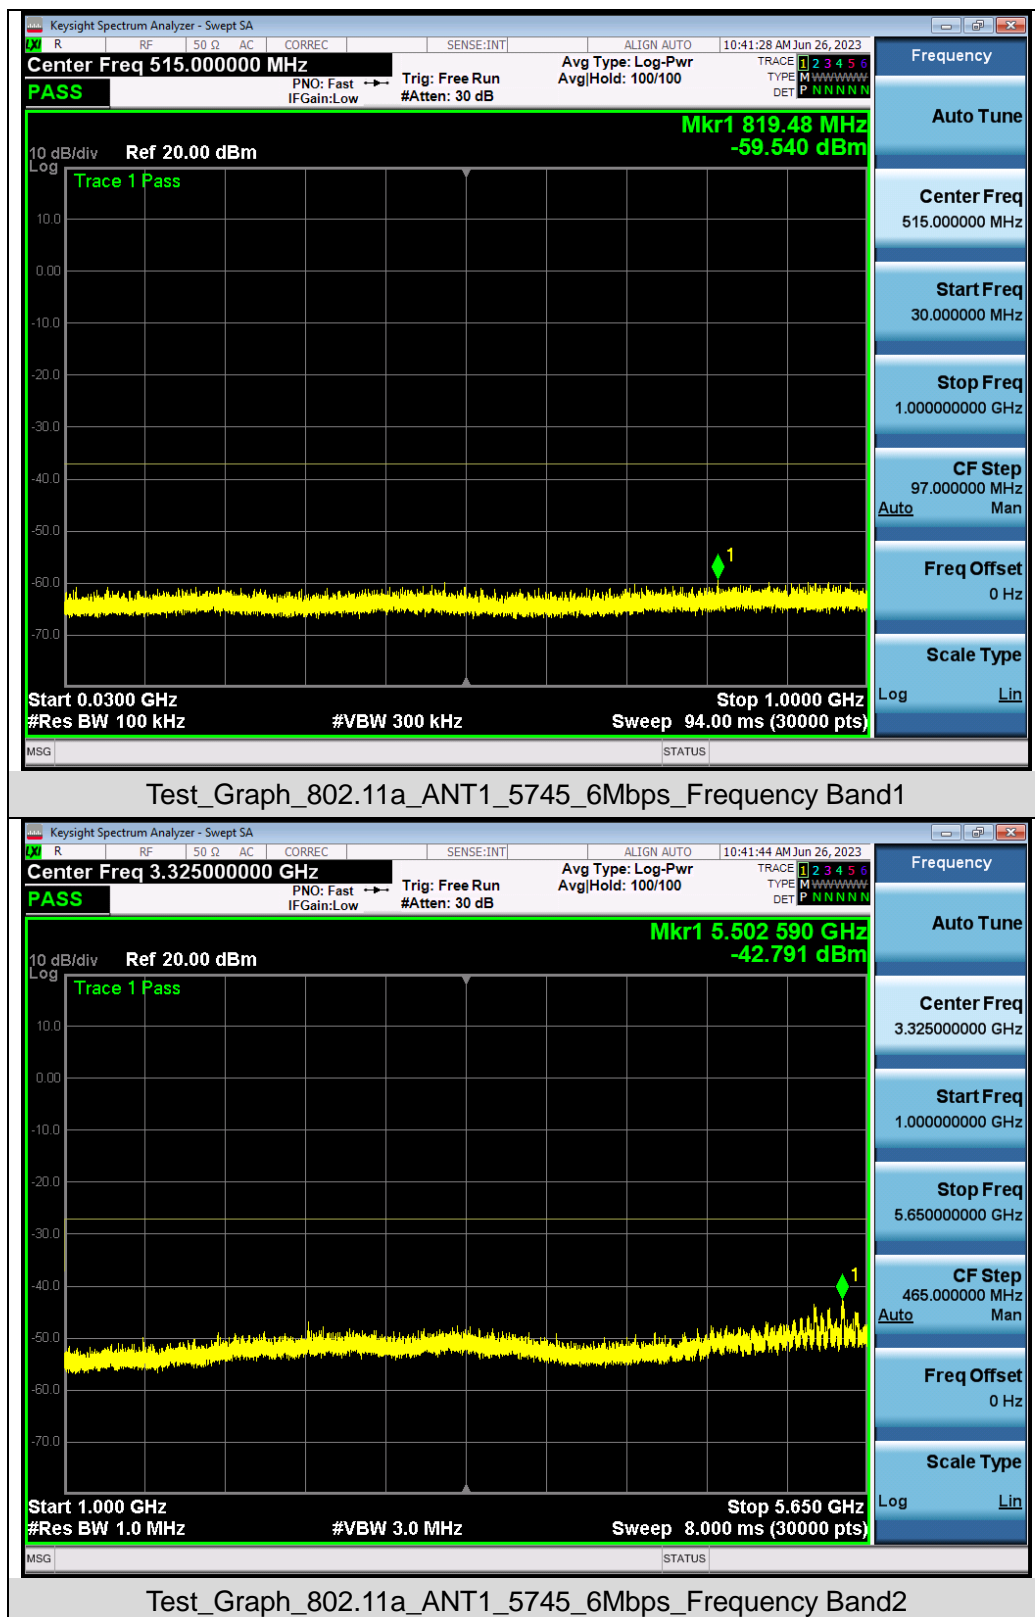 Keysight Spectrum Analyzer - Swept SA
LXI R RF 50 Ω AC CORREC SENSE:INT ALIGN AUTO 10:41:28 AM Jun 26, 2023
Center Freq 515.000000 MHz
PASS
PNO: Fast
IFGain:Low
Trig: Free Run
#Atten: 30 dB
Avg Type: Log-Pwr
Avg|Hold: 100/100
TRACE 1 2 3 4 5 6
TYPE M WWWWW
DET P N N N N N
Mkr1 819.48 MHz
-59.540 dBm
10 dB/div Ref 20.00 dBm
Log
Trace 1 Pass
10.0
0.00
-10.0
-20.0
-30.0
-40.0
-50.0
-60.0
-70.0
1
Start 0.0300 GHz Stop 1.0000 GHz
#Res BW 100 kHz #VBW 300 kHz Sweep 94.00 ms (30000 pts)
MSG STATUS
Frequency
Auto Tune
Center Freq
515.000000 MHz
Start Freq
30.000000 MHz
Stop Freq
1.000000000 GHz
CF Step
97.000000 MHz
Auto Man
Freq Offset
0 Hz
Scale Type
Log Lin
Test_Graph_802.11a_ANT1_5745_6Mbps_Frequency Band1
Keysight Spectrum Analyzer - Swept SA
LXI R RF 50 Ω AC CORREC SENSE:INT ALIGN AUTO 10:41:44 AM Jun 26, 2023
Center Freq 3.325000000 GHz
PASS
PNO: Fast
IFGain:Low
Trig: Free Run
#Atten: 30 dB
Avg Type: Log-Pwr
Avg|Hold: 100/100
TRACE 1 2 3 4 5 6
TYPE M WWWWW
DET P N N N N N
Mkr1 5.502 590 GHz
-42.791 dBm
10 dB/div Ref 20.00 dBm
Log
Trace 1 Pass
10.0
0.00
-10.0
-20.0
-30.0
-40.0
-50.0
-60.0
-70.0
1
Start 1.000 GHz Stop 5.650 GHz
#Res BW 1.0 MHz #VBW 3.0 MHz Sweep 8.000 ms (30000 pts)
MSG STATUS
Frequency
Auto Tune
Center Freq
3.325000000 GHz
Start Freq
1.000000000 GHz
Stop Freq
5.650000000 GHz
CF Step
465.000000 MHz
Auto Man
Freq Offset
0 Hz
Scale Type
Log Lin
Test_Graph_802.11a_ANT1_5745_6Mbps_Frequency Band2